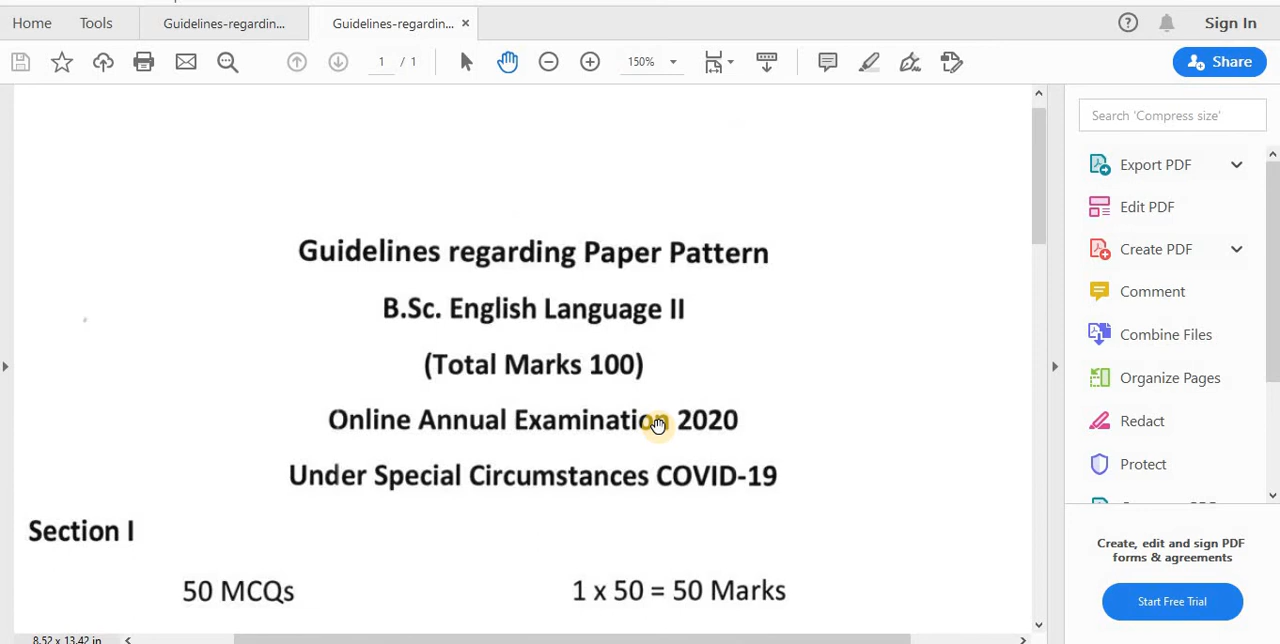 Home Tools Guidelines-regardin... Guidelines-regardin... × Sign In
1 / 1 150% Share
Search 'Compress size'
Export PDF
Edit PDF
Create PDF
Comment
Combine Files
Organize Pages
Redact
Protect
Create, edit and sign PDF
forms & agreements
Start Free Trial
Guidelines regarding Paper Pattern
B.Sc. English Language II
(Total Marks 100)
Online Annual Examination 2020
Under Special Circumstances COVID-19
Section I
50 MCQs 1 x 50 = 50 Marks
8.52 x 13.42 in